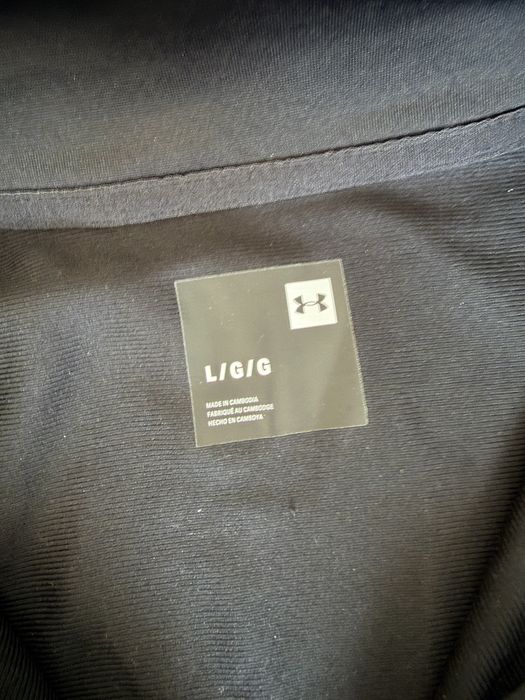 L/G/G
MADE IN CAMBODIA
FABRIQUÉ AU CAMBODGE
HECHO EN CAMBOYA